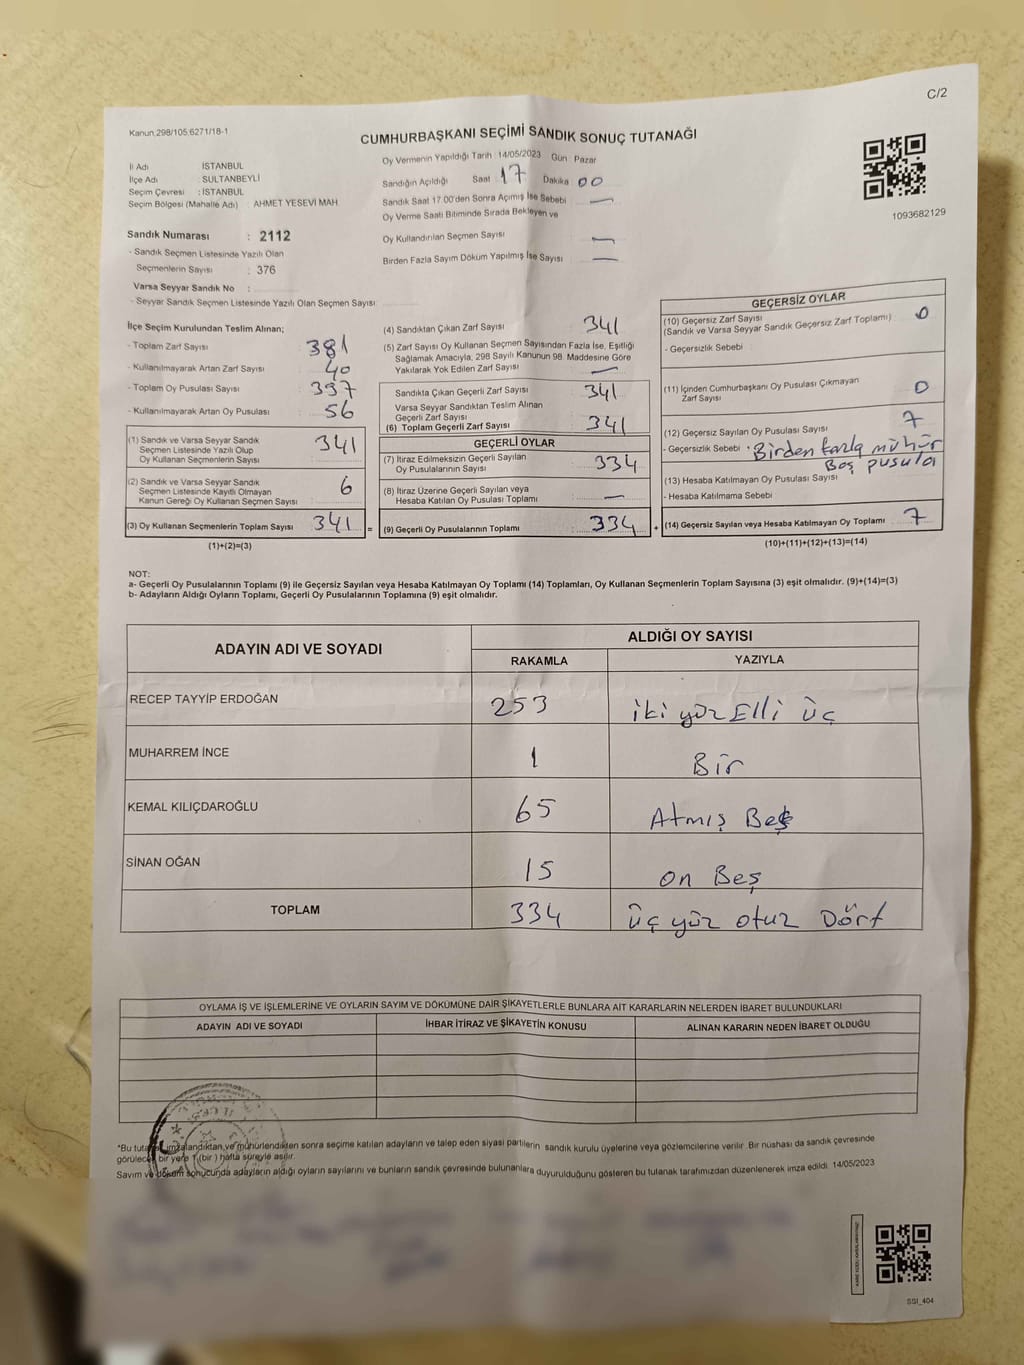 C/2
Kanun,298/105,6271/18-1
CUMHURBAŞKANI SEÇİMİ SANDIK SONUÇ TUTANAĞI
İl Adı İSTANBUL
İlçe Adı SULTANBEYLİ
Seçim Çevresi : İSTANBUL
Seçim Bölgesi (Mahalle Adı) : AHMET YESEVİ MAH
Sandık Numarası : 2112
- Sandık Seçmen Listesinde Yazılı Olan
Seçmenlerin Sayısı : 376
Varsa Seyyar Sandık No :
- Seyyar Sandık Seçmen Listesinde Yazılı Olan Seçmen Sayısı:
Oy Vermenin Yapıldığı Tarih : 14/05/2023 Gün : Pazar
Sandığın Açıldığı Saat 17 Dakika 00
Sandık Saat 17.00'den Sonra Açımış İse Sebebi —
Oy Verme Saati Bitiminde Sırada Bekleyen ve
Oy Kullandırılan Seçmen Sayısı —
Birden Fazla Sayım Döküm Yapılmış İse Sayısı —
1093682129
İlçe Seçim Kurulundan Teslim Alınan;
- Toplam Zarf Sayısı : 381
- Kullanılmayarak Artan Zarf Sayısı : 40
- Toplam Oy Pusulası Sayısı : 397
- Kullanılmayarak Artan Oy Pusulası : 56
(1) Sandık ve Varsa Seyyar Sandık
Seçmen Listesinde Yazılı Olup
Oy Kullanan Seçmenlerin Sayısı : 341
(2) Sandık ve Varsa Seyyar Sandık
Seçmen Listesinde Kayıtlı Olmayan
Kanun Gereği Oy Kullanan Seçmen Sayısı : 6
(3) Oy Kullanan Seçmenlerin Toplam Sayısı : 341 =
(1)+(2)=(3)
(4) Sandıktan Çıkan Zarf Sayısı : 341
(5) Zarf Sayısı Oy Kullanan Seçmen Sayısından Fazla İse, Eşitliği
Sağlamak Amacıyla, 298 Sayılı Kanunun 98. Maddesine Göre
Yakılarak Yok Edilen Zarf Sayısı : —
Sandıkta Çıkan Geçerli Zarf Sayısı : 341
Varsa Seyyar Sandıktan Teslim Alınan
Geçerli Zarf Sayısı
(6) Toplam Geçerli Zarf Sayısı : 341
GEÇERLİ OYLAR
(7) İtiraz Edilmeksizin Geçerli Sayılan
Oy Pusulalarının Sayısı : 334
(8) İtiraz Üzerine Geçerli Sayılan veya
Hesaba Katılan Oy Pusulası Toplamı : —
(9) Geçerli Oy Pusulalarının Toplamı : 334 +
GEÇERSİZ OYLAR
(10) Geçersiz Zarf Sayısı
(Sandık ve Varsa Seyyar Sandık Geçersiz Zarf Toplamı) : 0
- Geçersizlik Sebebi :
(11) İçinden Cumhurbaşkanı Oy Pusulası Çıkmayan
Zarf Sayısı : 0
(12) Geçersiz Sayılan Oy Pusulası Sayısı : 7
- Geçersizlik Sebebi : Birden fazla mühür
Boş pusula
(13) Hesaba Katılmayan Oy Pusulası Sayısı
- Hesaba Katılmama Sebebi
(14) Geçersiz Sayılan veya Hesaba Katılmayan Oy Toplamı : 7
(10)+(11)+(12)+(13)=(14)
NOT:
a- Geçerli Oy Pusulalarının Toplamı (9) ile Geçersiz Sayılan veya Hesaba Katılmayan Oy Toplamı (14) Toplamları, Oy Kullanan Seçmenlerin Toplam Sayısına (3) eşit olmalıdır. (9)+(14)=(3)
b- Adayların Aldığı Oyların Toplamı, Geçerli Oy Pusulalarının Toplamına (9) eşit olmalıdır.
ADAYIN ADI VE SOYADI ALDIĞI OY SAYISI
RAKAMLA YAZIYLA
RECEP TAYYİP ERDOĞAN 253 iki yüz Elli üç
MUHARREM İNCE 1 Bir
KEMAL KILIÇDAROĞLU 65 Atmış Beş
SİNAN OĞAN 15 on Beş
TOPLAM 334 üç yüz otuz Dört
OYLAMA İŞ VE İŞLEMLERİNE VE OYLARIN SAYIM VE DÖKÜMÜNE DAİR ŞİKAYETLERLE BUNLARA AİT KARARLARIN NELERDEN İBARET BULUNDUKLARI
ADAYIN ADI VE SOYADI İHBAR İTİRAZ VE ŞİKAYETİN KONUSU ALINAN KARARIN NEDEN İBARET OLDUĞU
*Bu tutanak imzalandıktan ve mühürlendikten sonra seçime katılan adayların ve talep eden siyasi partilerin sandık kurulu üyelerine veya gözlemcilerine verilir. Bir nüshası da sandık çevresinde
görülecek bir yere 1 (bir) hafta süreyle asılır.
Sayım ve döküm sonucunda adayların aldığı oyların sayılarını ve bunların sandık çevresinde bulunanlara duyurulduğunu gösteren bu tutanak tarafımızdan düzenlenerek imza edildi. 14/05/2023
SSI_404